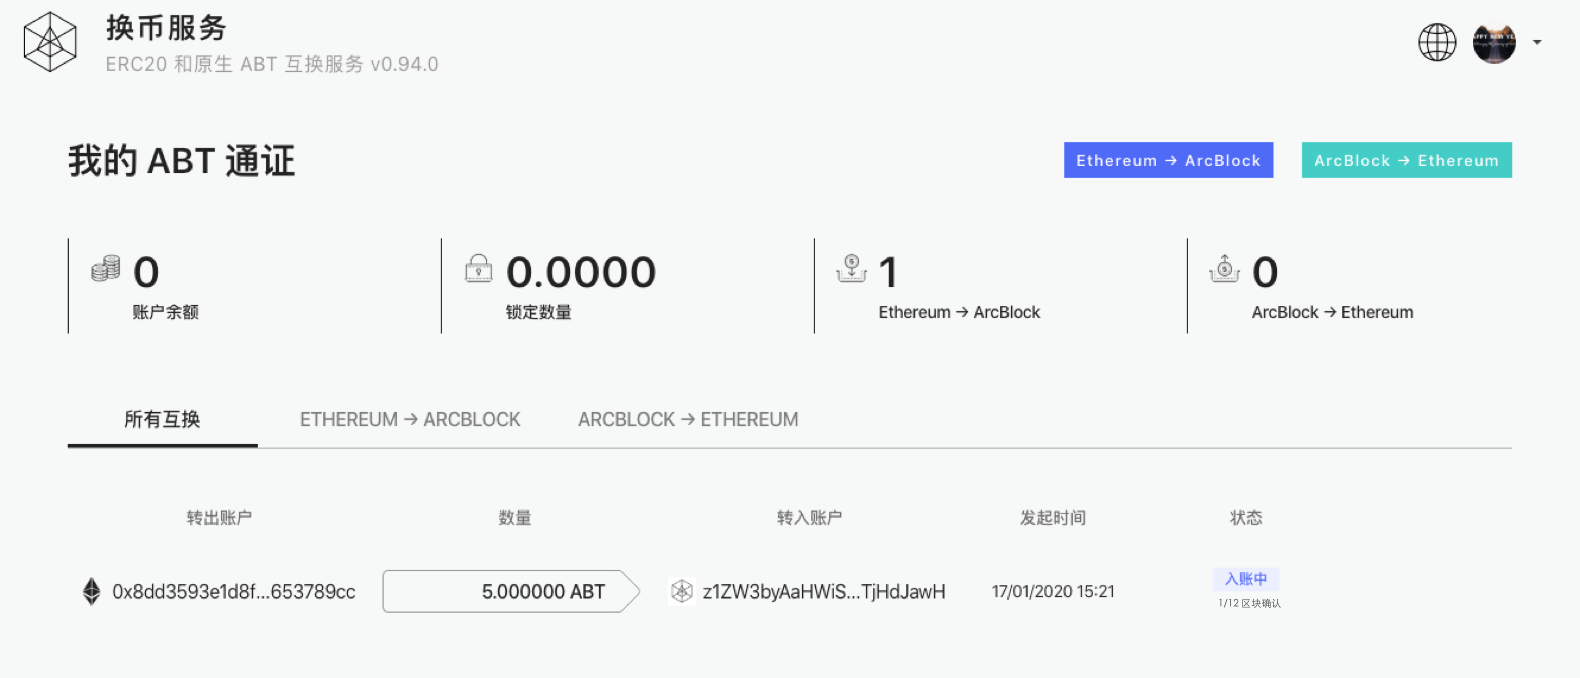 换币服务
ERC20 和原生 ABT 互换服务 v0.94.0
我的 ABT 通证
Ethereum → ArcBlock
ArcBlock → Ethereum
0
账户余额
0.0000
锁定数量
1
Ethereum → ArcBlock
0
ArcBlock → Ethereum
所有互换
ETHEREUM → ARCBLOCK
ARCBLOCK → ETHEREUM
转出账户
数量
转入账户
发起时间
状态
0x8dd3593e1d8f...653789cc
5.000000 ABT
z1ZW3byAaHWiS...TjHdJawH
17/01/2020 15:21
入账中
1/12 区块确认